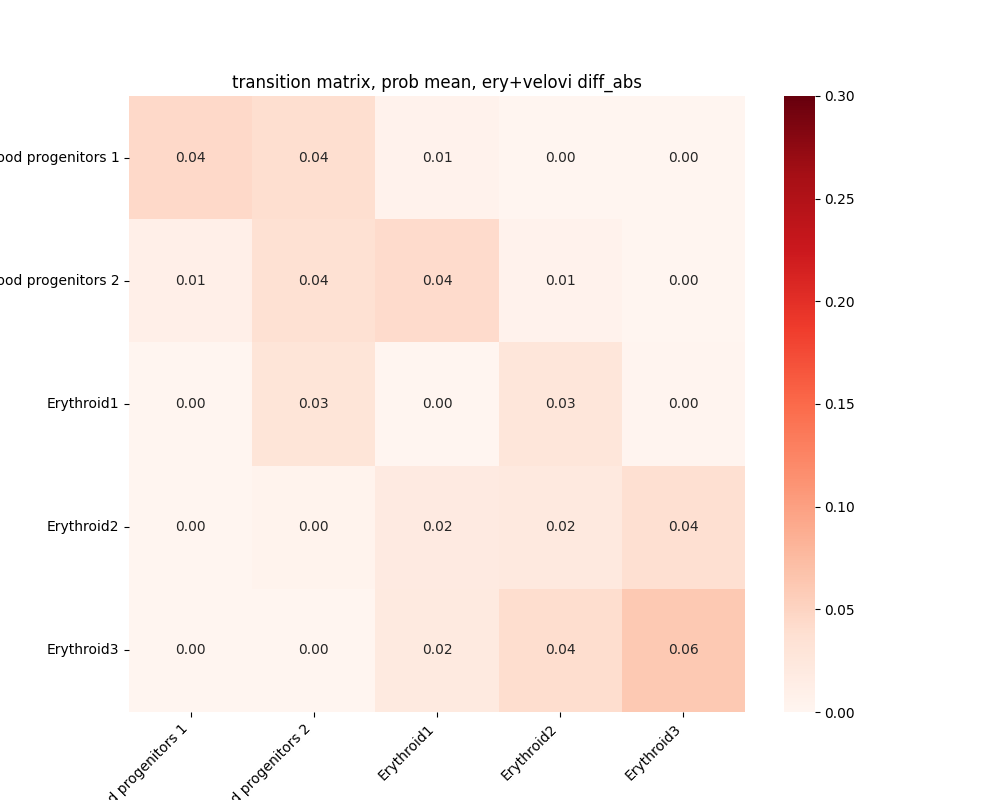 transition matrix, prob mean, ery+velovi diff_abs
ood progenitors 1
0.04 0.04 0.01 0.00 0.00
ood progenitors 2
0.01 0.04 0.04 0.01 0.00
Erythroid1
0.00 0.03 0.00 0.03 0.00
Erythroid2
0.00 0.00 0.02 0.02 0.04
Erythroid3
0.00 0.00 0.02 0.04 0.06
d progenitors 1
d progenitors 2
Erythroid1
Erythroid2
Erythroid3
0.30
0.25
0.20
0.15
0.10
0.05
0.00